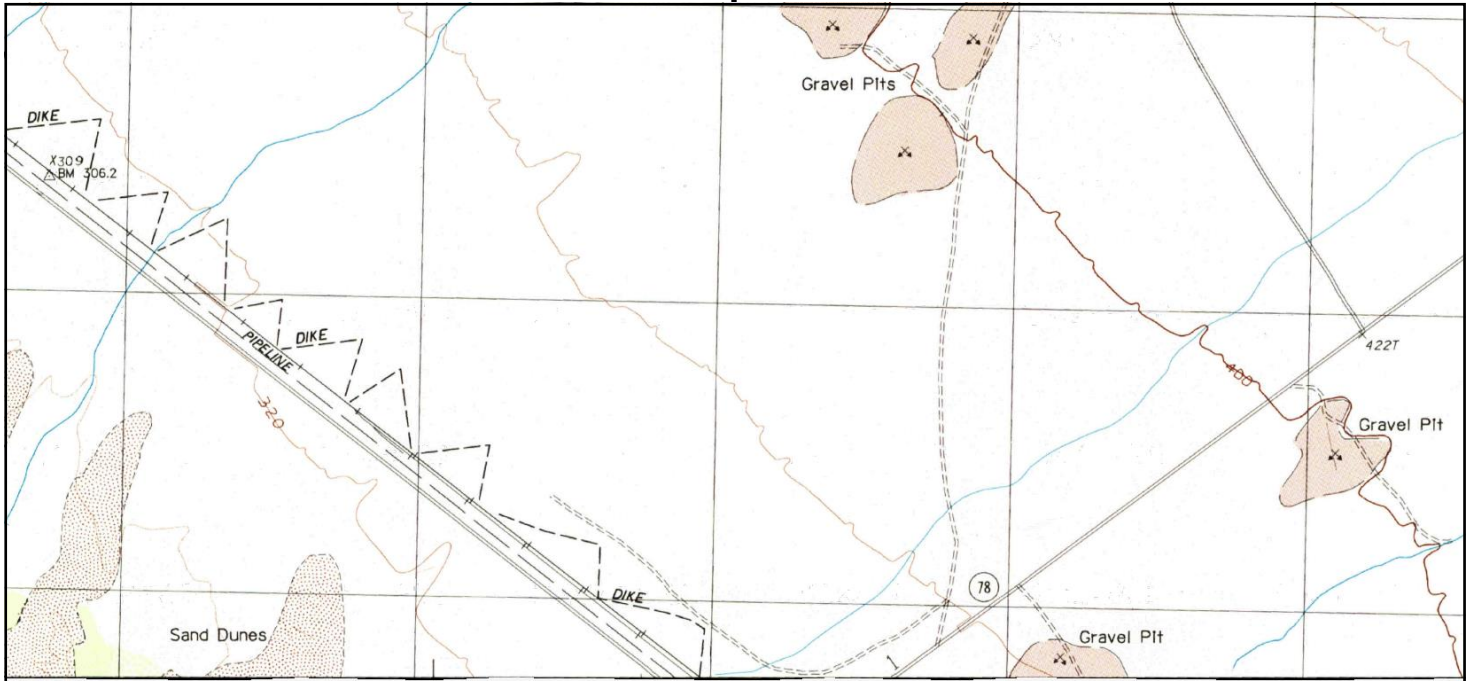 Gravel Pits
DIKE
X309
BM 306.2
DIKE
PIPELINE
422T
400
320
Gravel Pit
78
DIKE
Sand Dunes
Gravel Pit
1